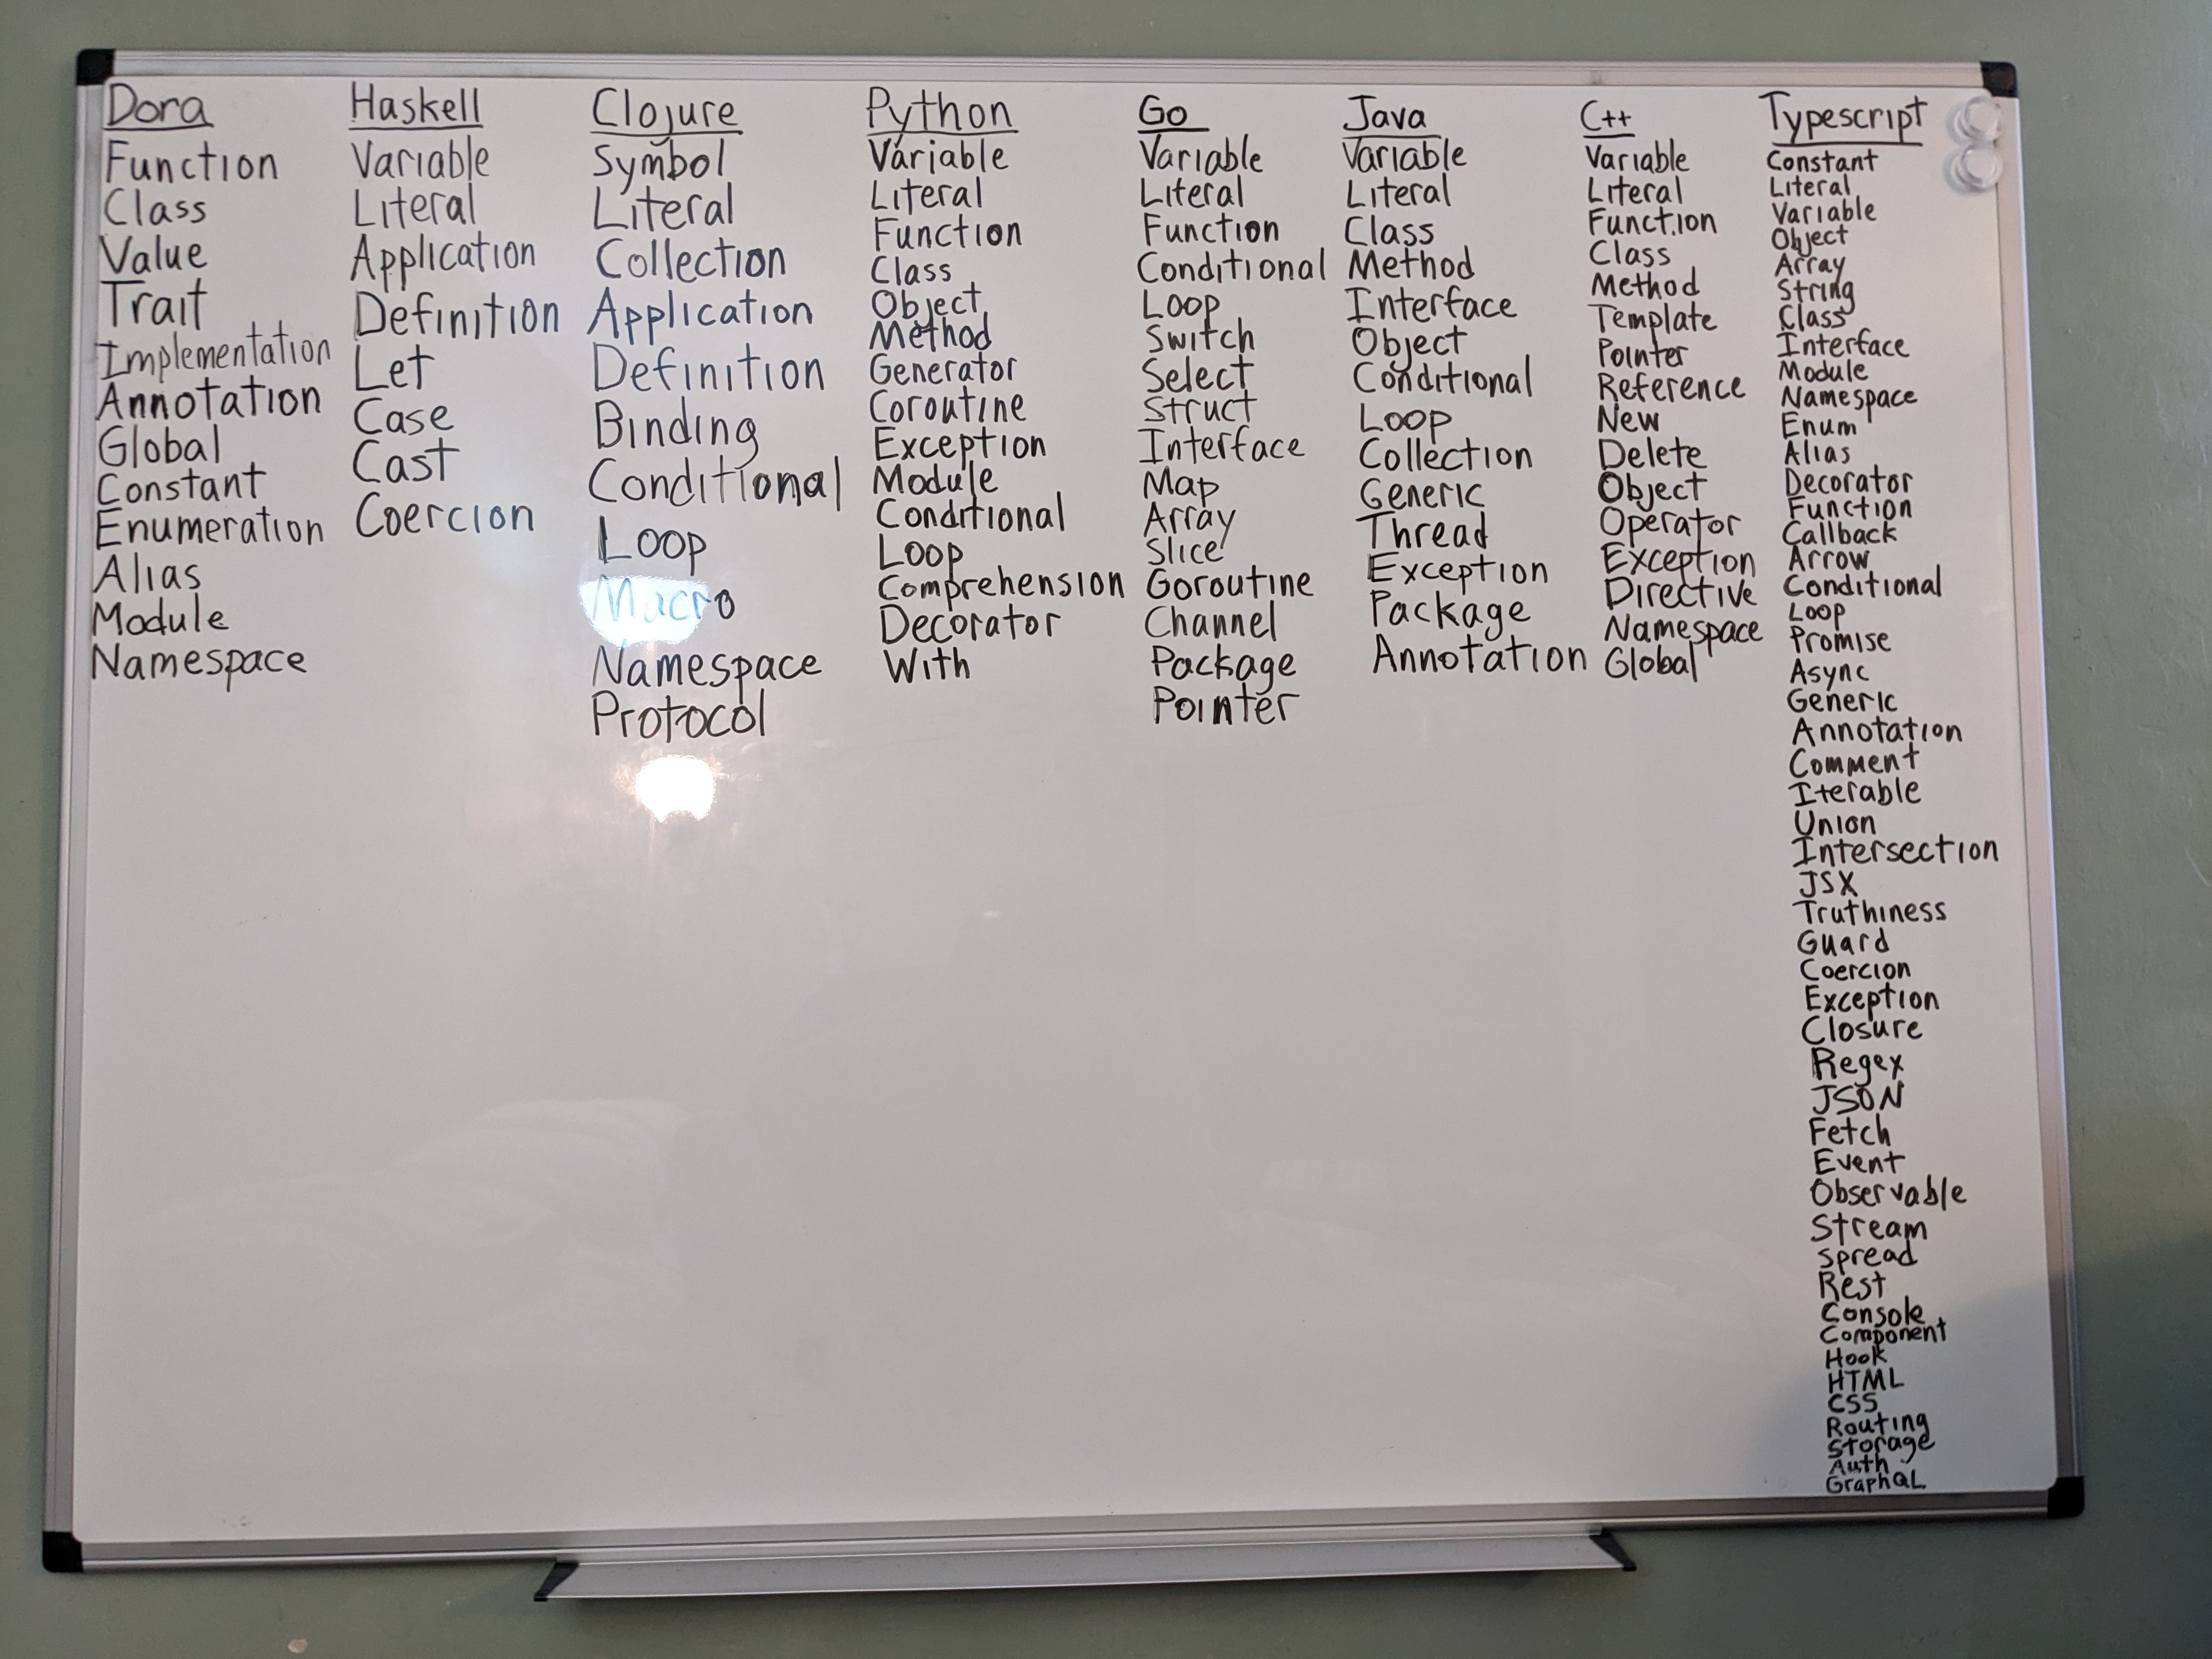 Dora
Function
Class
Value
Trait
Implementation
Annotation
Global
Constant
Enumeration
Alias
Module
Namespace
Haskell
Variable
Literal
Application
Definition
Let
Case
Cast
Coercion
Clojure
Symbol
Literal
Collection
Application
Definition
Binding
Conditional
Loop
Macro
Namespace
Protocol
Python
Variable
Literal
Function
Class
Object
Method
Generator
Coroutine
Exception
Module
Conditional
Loop
Comprehension
Decorator
With
Go
Variable
Literal
Function
Conditional
Loop
Switch
Select
Struct
Interface
Map
Array
Slice
Goroutine
Channel
Package
Pointer
Java
Variable
Literal
Class
Method
Interface
Object
Conditional
Loop
Collection
Generic
Thread
Exception
Package
Annotation
C++
Variable
Literal
Function
Class
Method
Template
Pointer
Reference
New
Delete
Object
Operator
Exception
Directive
Namespace
Global
Typescript
Constant
Literal
Variable
Object
Array
String
Class
Interface
Module
Namespace
Enum
Alias
Decorator
Function
Callback
Arrow
Conditional
Loop
Promise
Async
Generic
Annotation
Comment
Iterable
Union
Intersection
JSX
Truthiness
Guard
Coercion
Exception
Closure
Regex
JSON
Fetch
Event
Observable
Stream
Spread
Rest
Console
Component
Hook
HTML
CSS
Routing
Storage
Auth
GraphQL